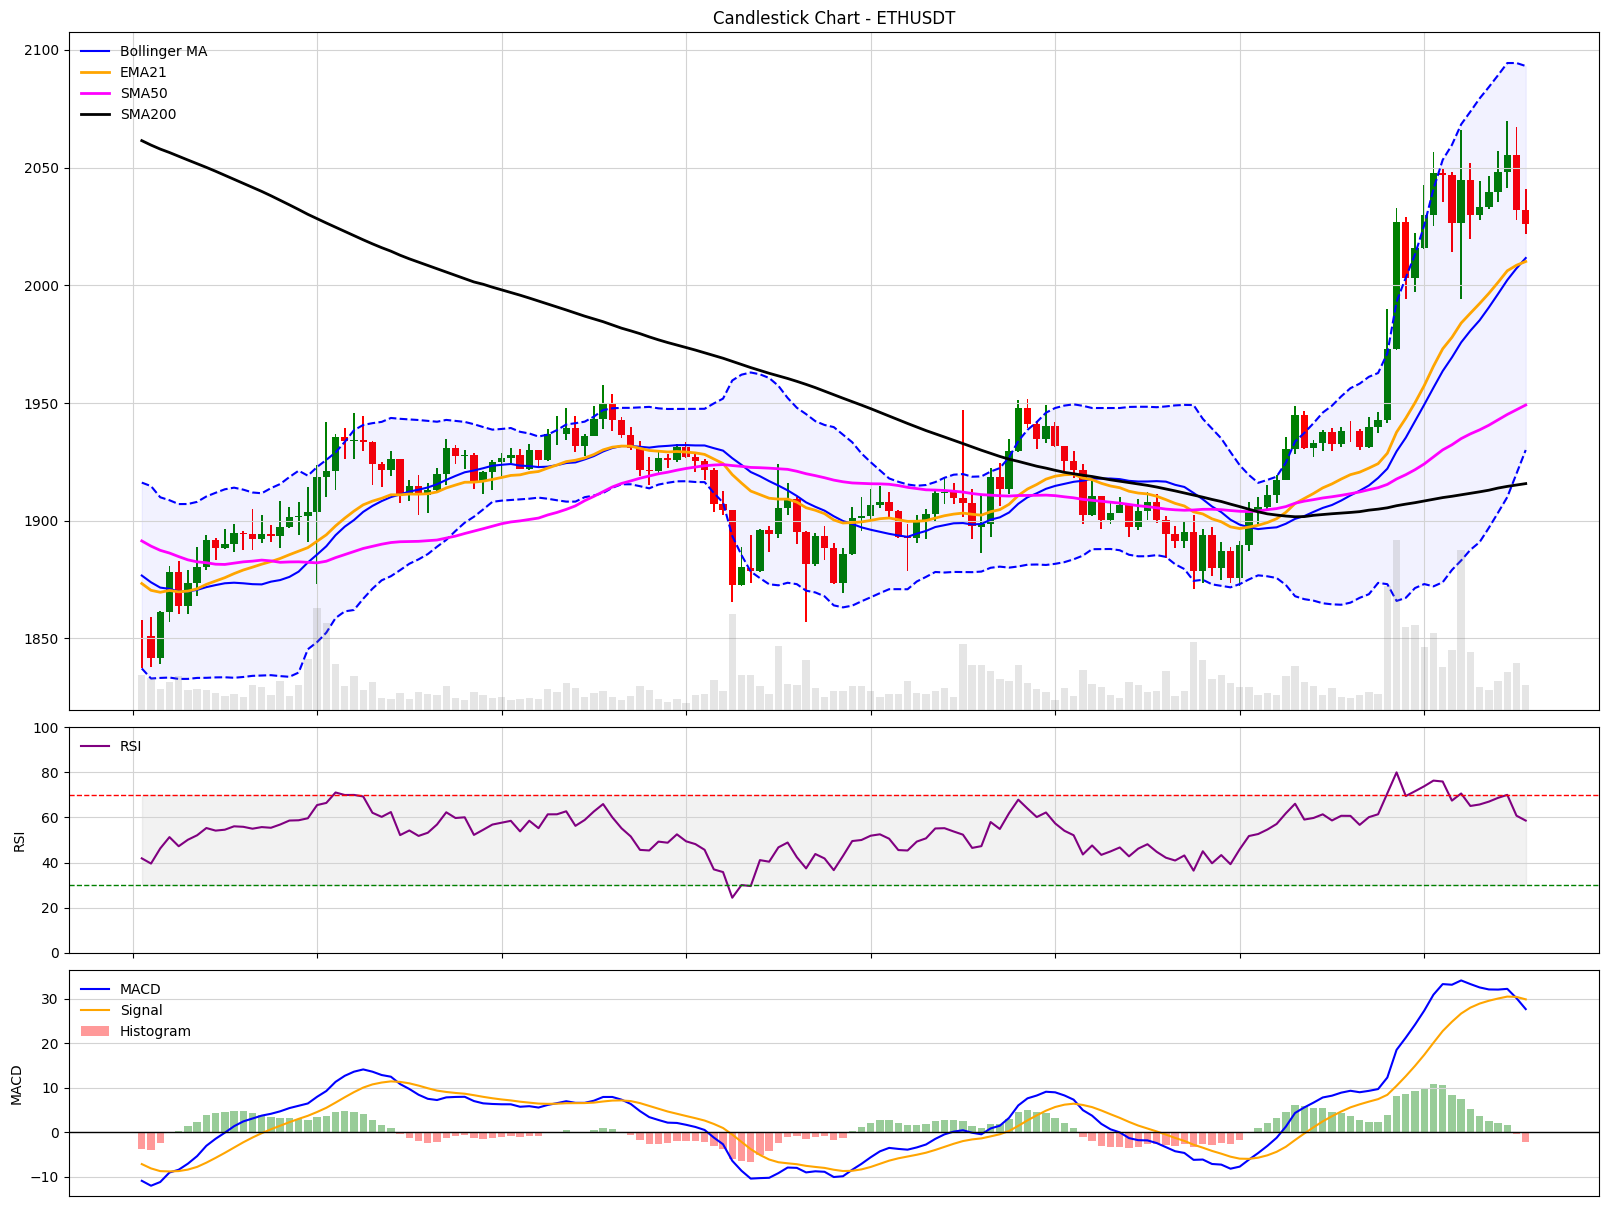 Candlestick Chart - ETHUSDT
2100
2050
2000
1950
1900
1850
Bollinger MA
EMA21
SMA50
SMA200
100
80
60
40
20
0
RSI
RSI
30
20
10
0
−10
MACD
MACD
Signal
Histogram